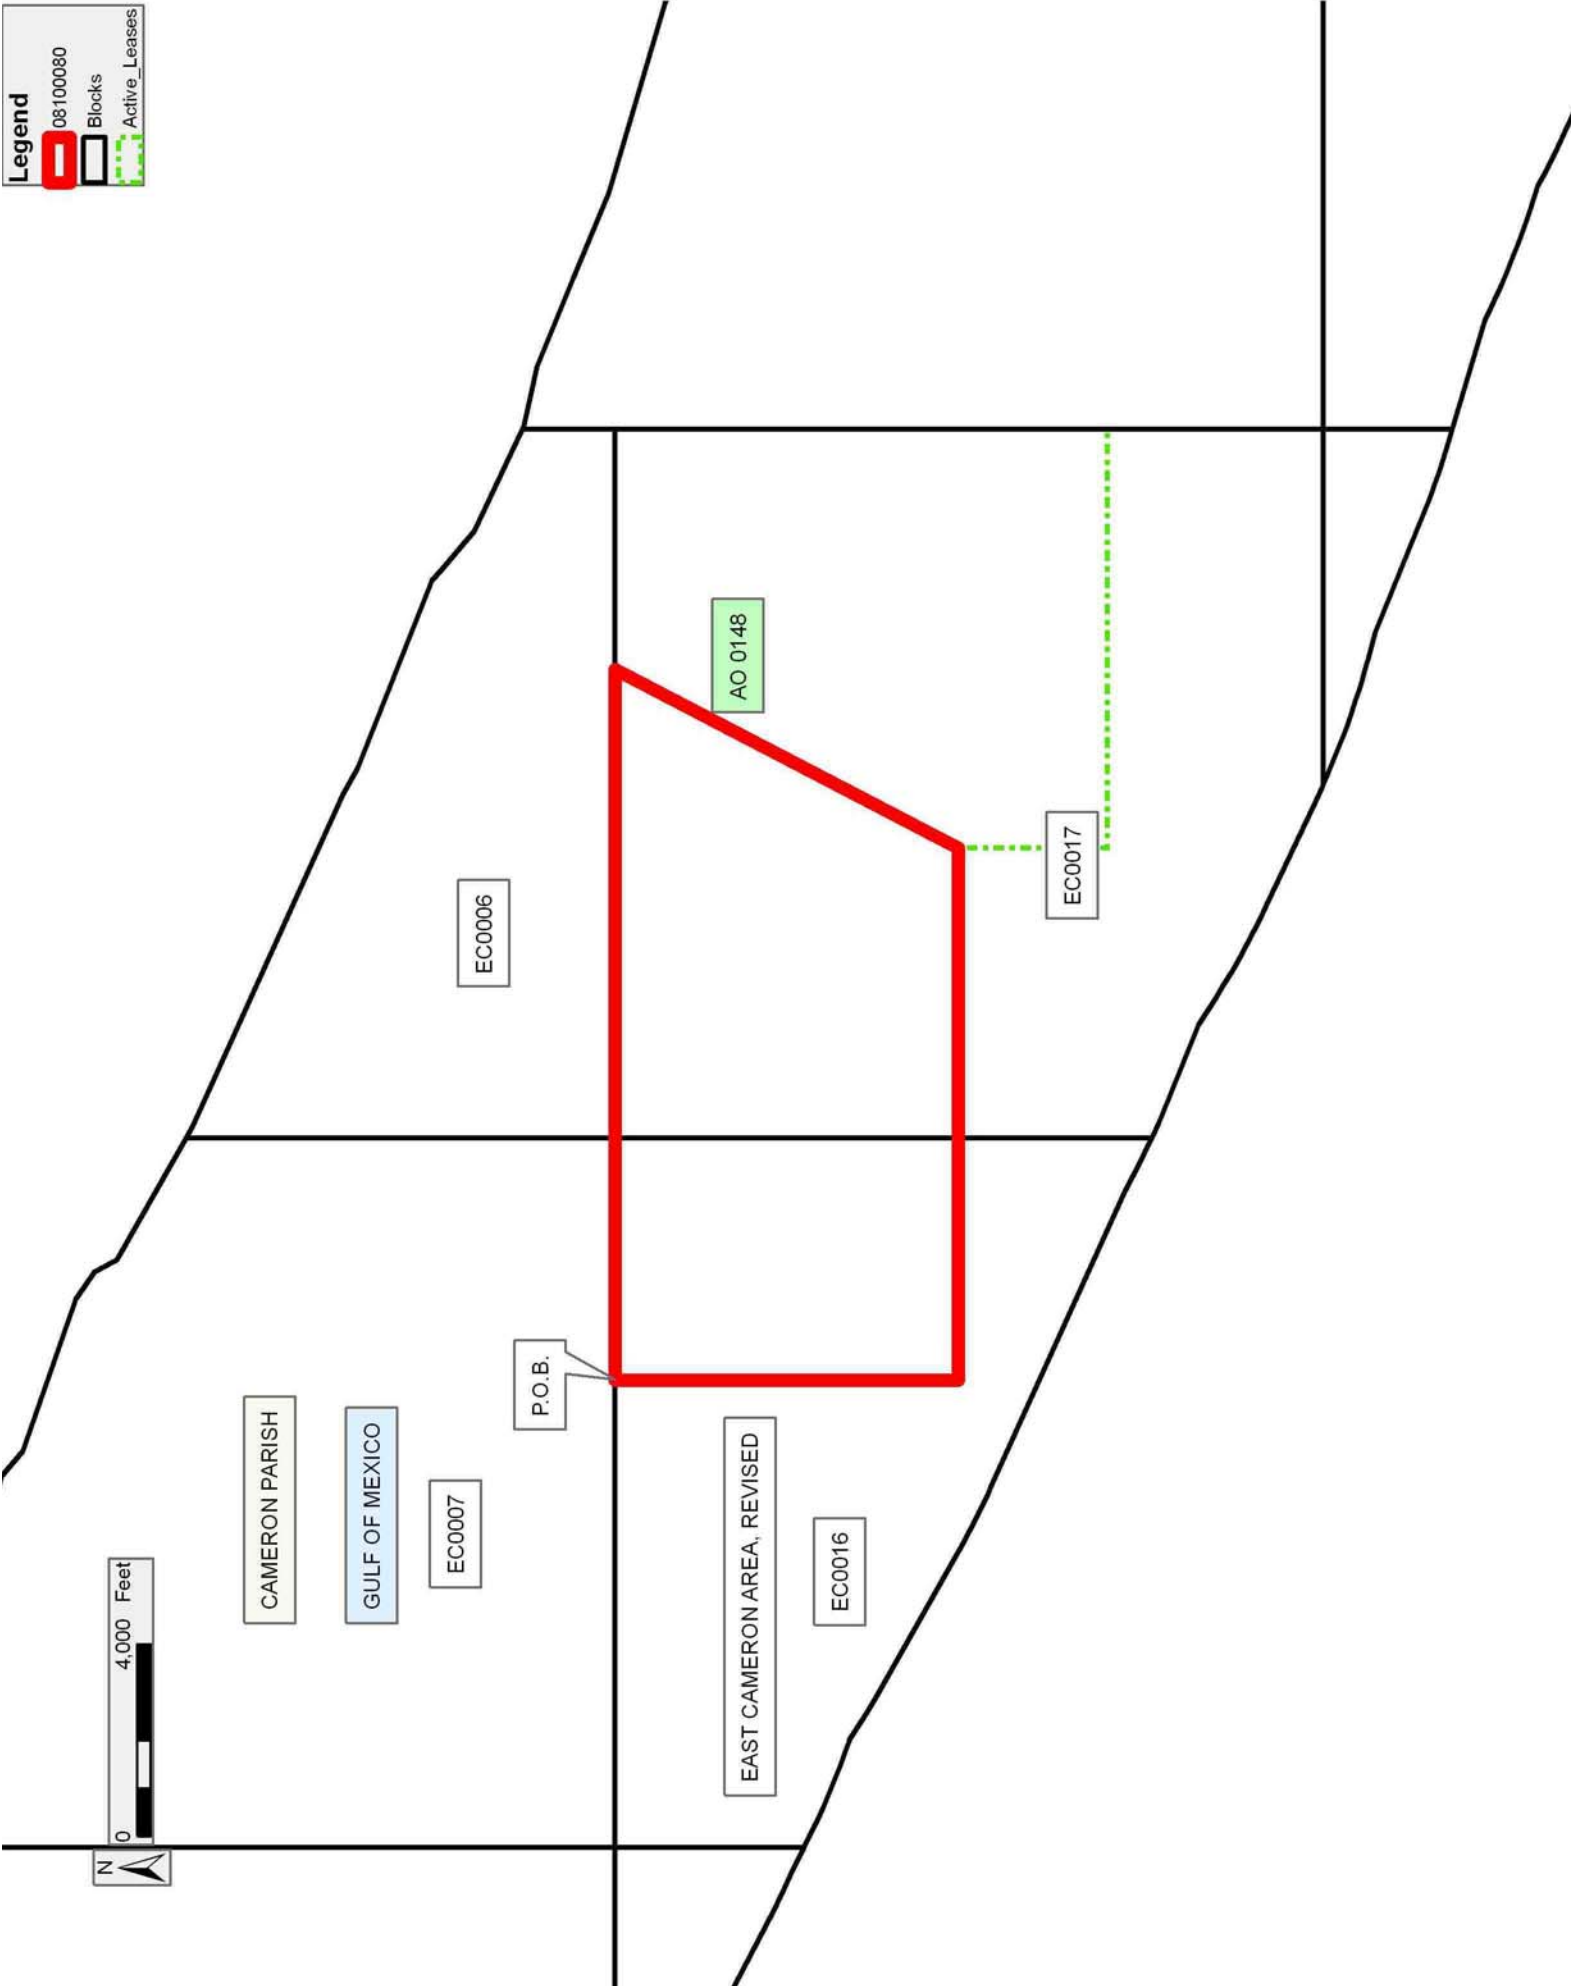 Legend
08100080
Blocks
Active_Leases
N
0 4,000 Feet
CAMERON PARISH
GULF OF MEXICO
EC0007
P.O.B.
EC0006
AO 0148
EAST CAMERON AREA, REVISED
EC0016
EC0017